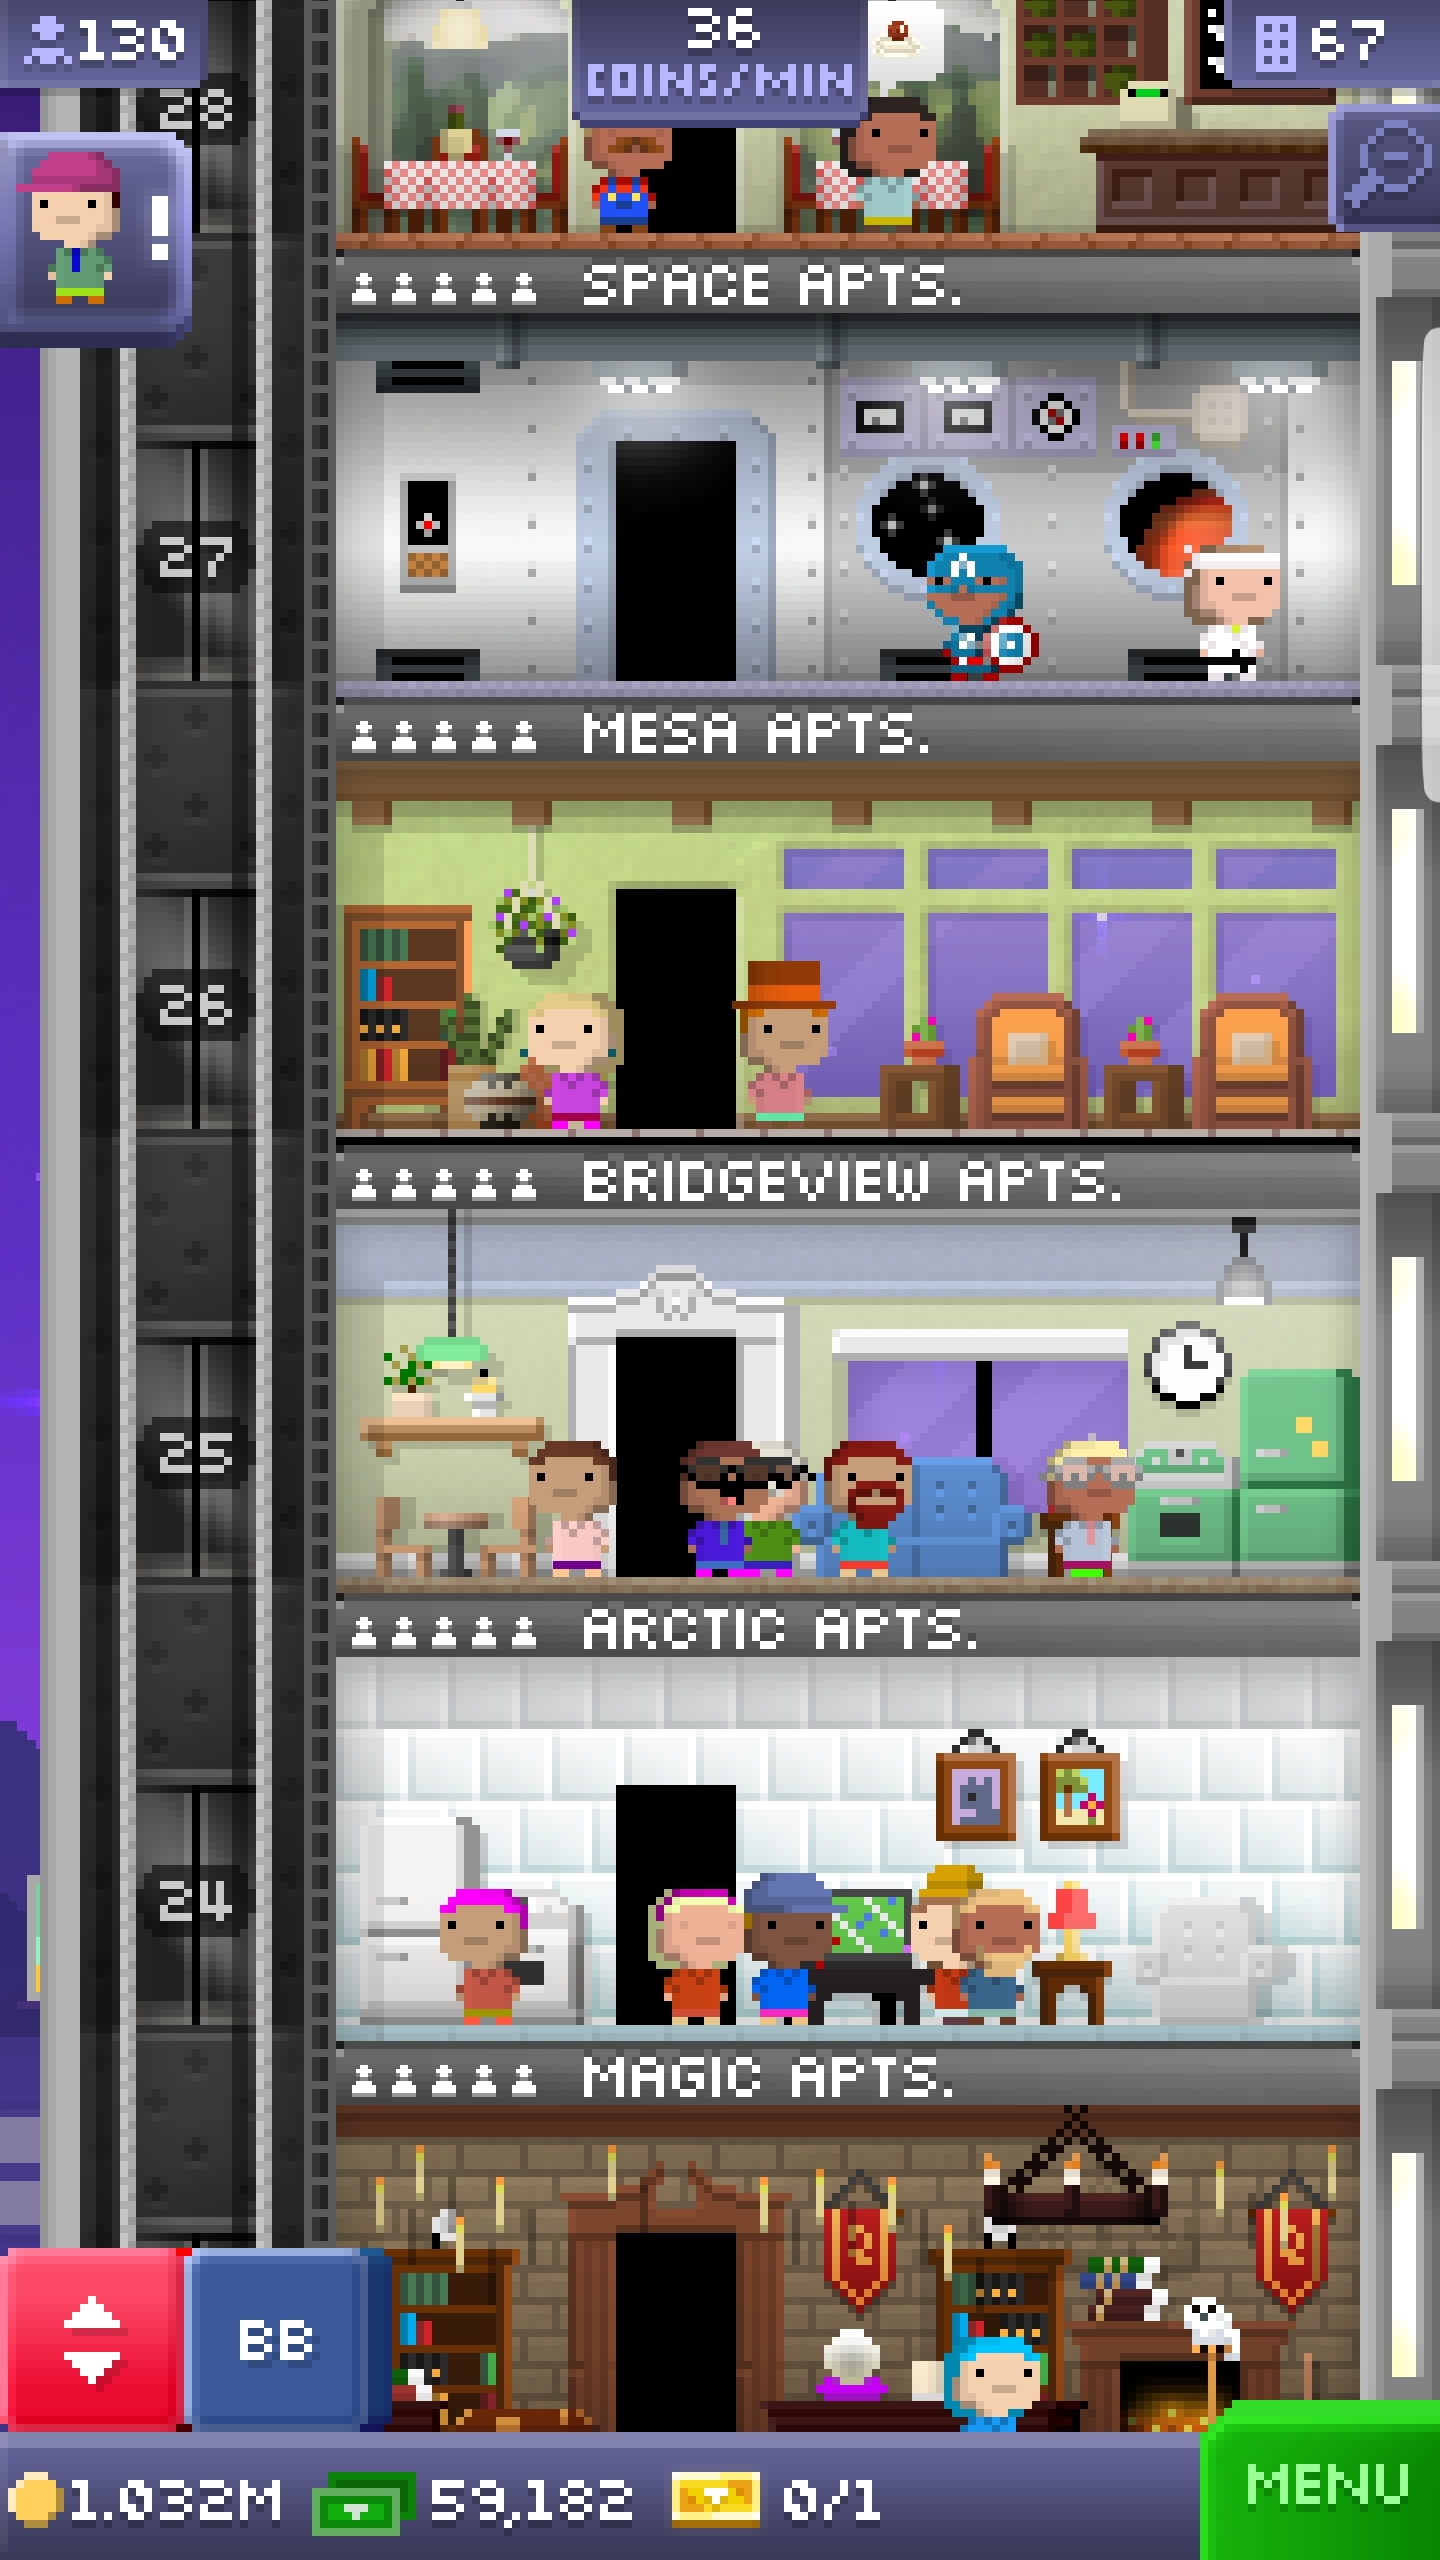 130
36
COINS/MIN
67
28
!
SPACE APTS.
27
MESA APTS.
26
BRIDGEVIEW APTS.
25
ARCTIC APTS.
24
MAGIC APTS.
BB
1.032M
59,182
0/1
MENU